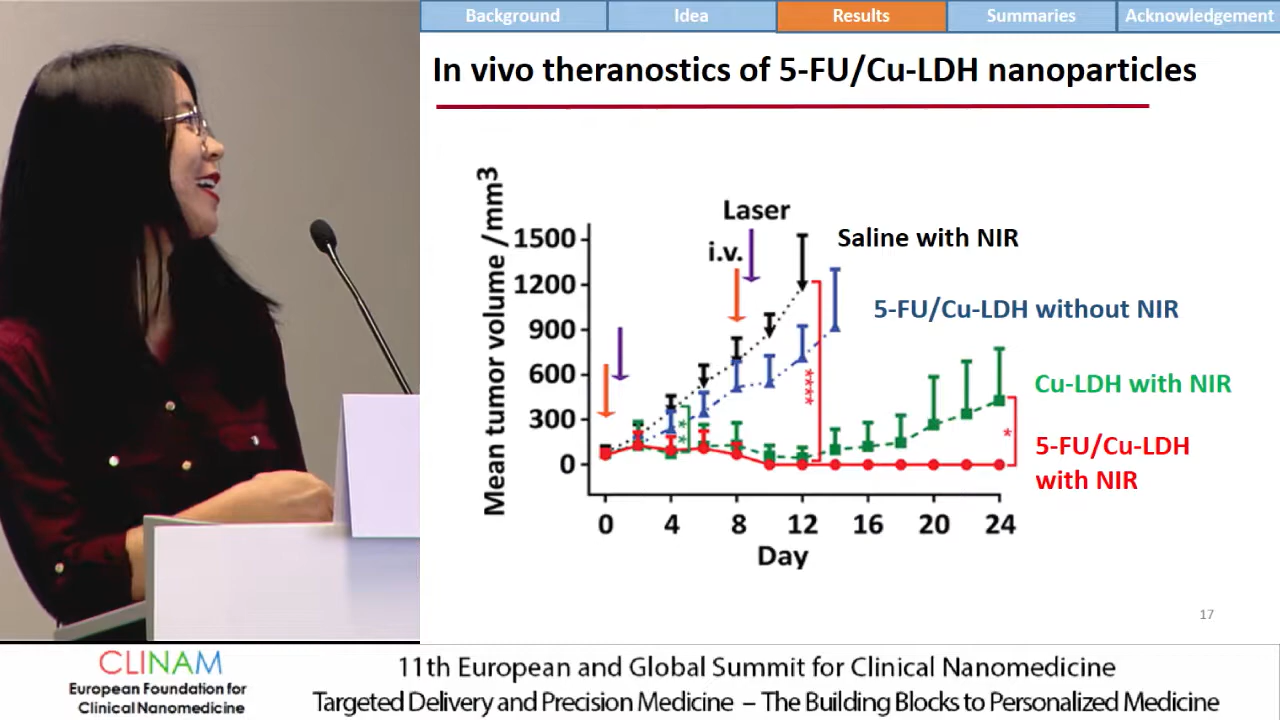 Background Idea Results Summaries Acknowledgement
In vivo theranostics of 5-FU/Cu-LDH nanoparticles
Mean tumor volume /mm3
1500
1200
900
600
300
0
Laser
i.v.
Saline with NIR
5-FU/Cu-LDH without NIR
Cu-LDH with NIR
5-FU/Cu-LDH
with NIR
****
**
*
0 4 8 12 16 20 24
Day
17
CLINAM
European Foundation for
Clinical Nanomedicine
11th European and Global Summit for Clinical Nanomedicine
Targeted Delivery and Precision Medicine – The Building Blocks to Personalized Medicine